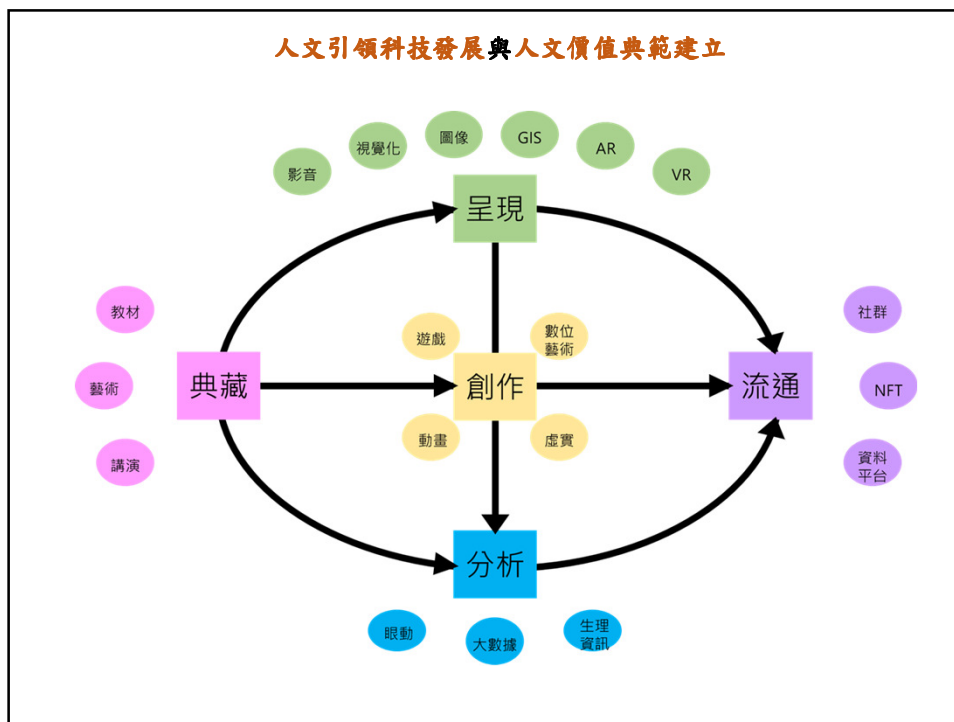 人文引領科技發展與人文價值典範建立
影音
視覺化
圖像
GIS
AR
VR
呈現
教材
藝術
講演
典藏
遊戲
數位
藝術
創作
動畫
虛實
社群
NFT
資料
平台
流通
分析
眼動
大數據
生理
資訊